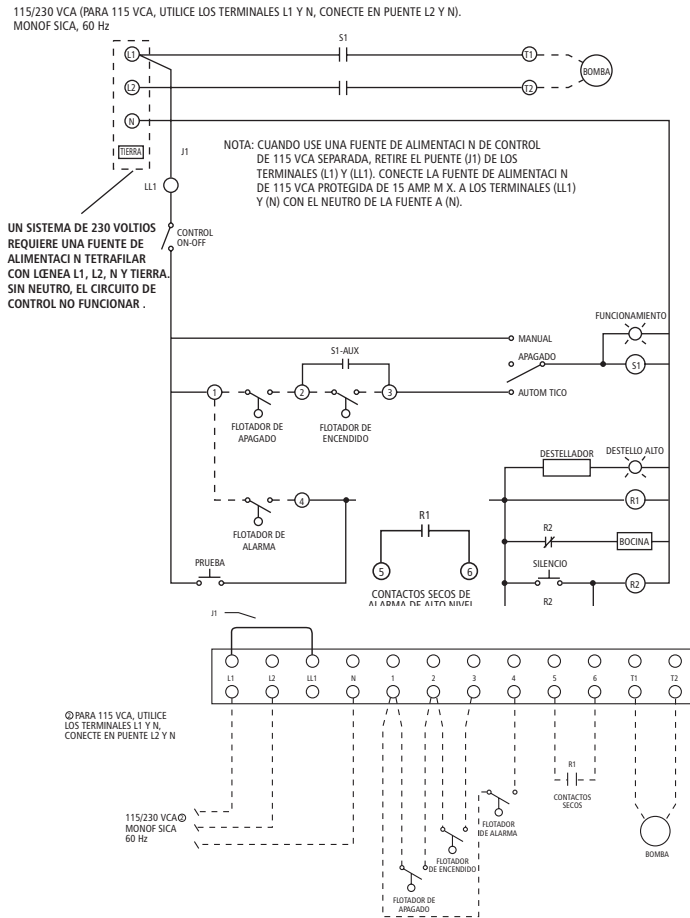 115/230 VCA (PARA 115 VCA, UTILICE LOS TERMINALES L1 Y N, CONECTE EN PUENTE L2 Y N).
MONOF SICA, 60 Hz
S1
L1
T1
BOMBA
L2
T2
N
TIERRA
J1
NOTA: CUANDO USE UNA FUENTE DE ALIMENTACI N DE CONTROL
DE 115 VCA SEPARADA, RETIRE EL PUENTE (J1) DE LOS
TERMINALES (L1) Y (LL1). CONECTE LA FUENTE DE ALIMENTACI N
DE 115 VCA PROTEGIDA DE 15 AMP. M X. A LOS TERMINALES (LL1)
Y (N) CON EL NEUTRO DE LA FUENTE A (N).
LL1
UN SISTEMA DE 230 VOLTIOS
REQUIERE UNA FUENTE DE
ALIMENTACI N TETRAFILAR
CON LŒNEA L1, L2, N Y TIERRA.
SIN NEUTRO, EL CIRCUITO DE
CONTROL NO FUNCIONAR .
CONTROL
ON-OFF
FUNCIONAMIENTO
MANUAL
S1-AUX
APAGADO
S1
1
2
3
AUTOM TICO
FLOTADOR DE
APAGADO
FLOTADOR DE
ENCENDIDO
DESTELLADOR
DESTELLO ALTO
4
R1
FLOTADOR DE
ALARMA
R1
R2
BOCINA
PRUEBA
5
6
SILENCIO
R2
CONTACTOS SECOS DE
ALARMA DE ALTO NIVEL
R2
J1
L1
L2
LL1
N
1
2
3
4
5
6
T1
T2
② PARA 115 VCA, UTILICE
LOS TERMINALES L1 Y N,
CONECTE EN PUENTE L2 Y N
R1
CONTACTOS
SECOS
115/230 VCA②
MONOF SICA
60 Hz
FLOTADOR
DE ALARMA
BOMBA
FLOTADOR
DE ENCENDIDO
FLOTADOR DE
APAGADO